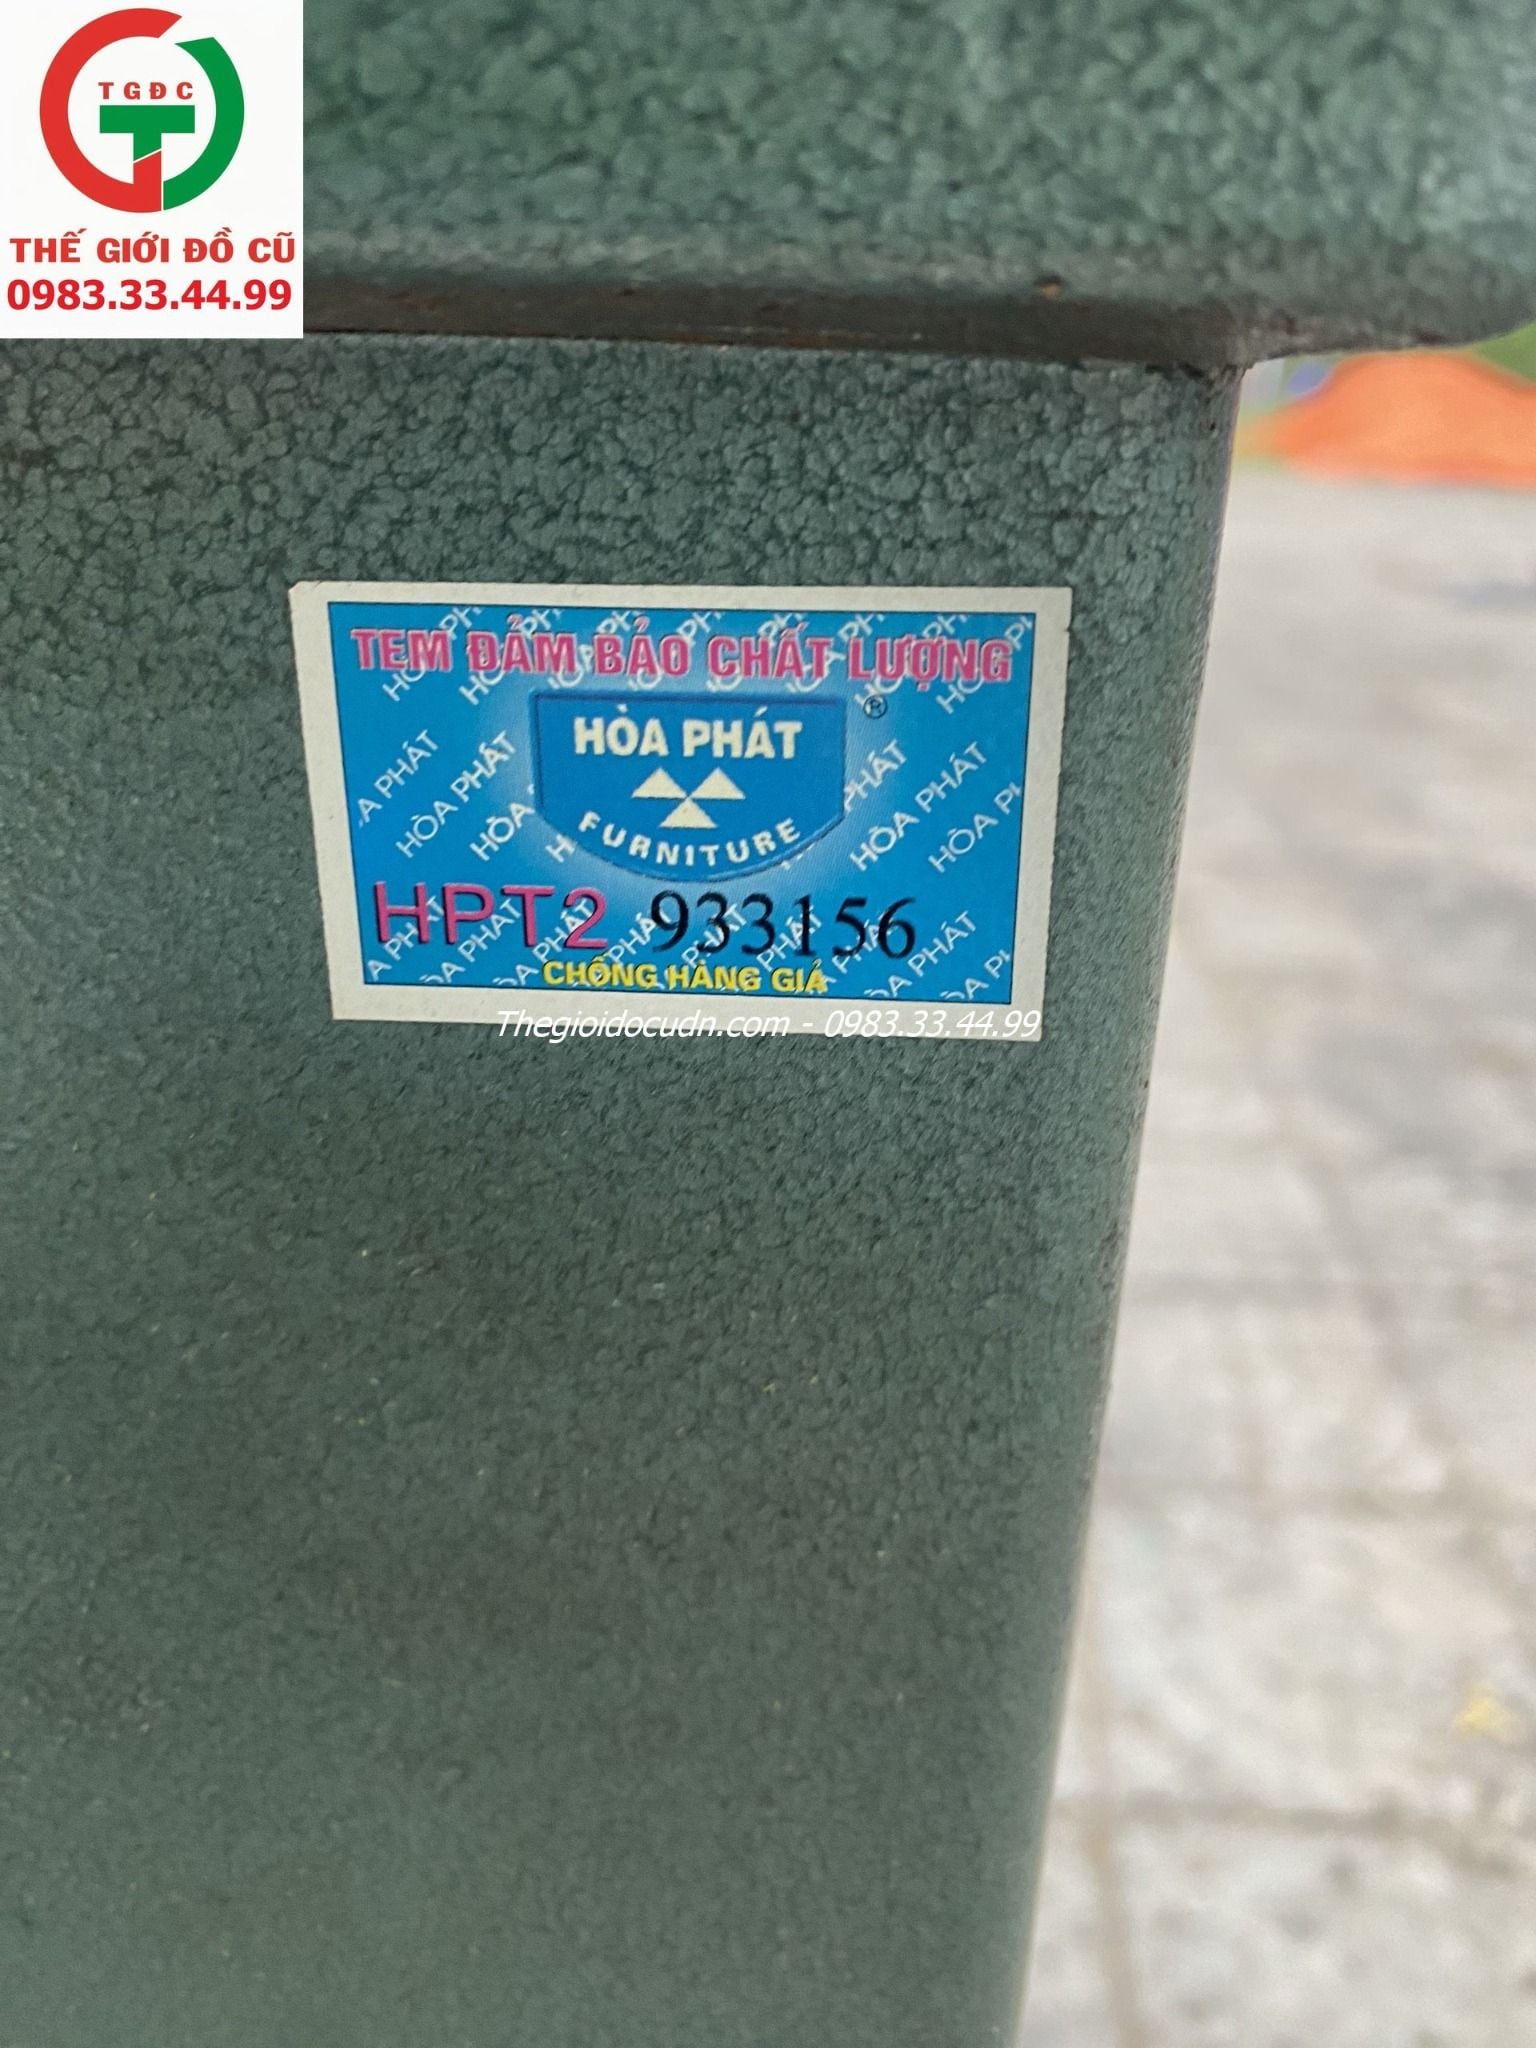 TGĐC
THẾ GIỚI ĐỒ CŨ
0983.33.44.99
TEM ĐẢM BẢO CHẤT LƯỢNG
HÒA PHÁT ®
FURNITURE
HPT2 933156
CHỐNG HÀNG GIẢ
Thegioidocudn.com - 0983.33.44.99